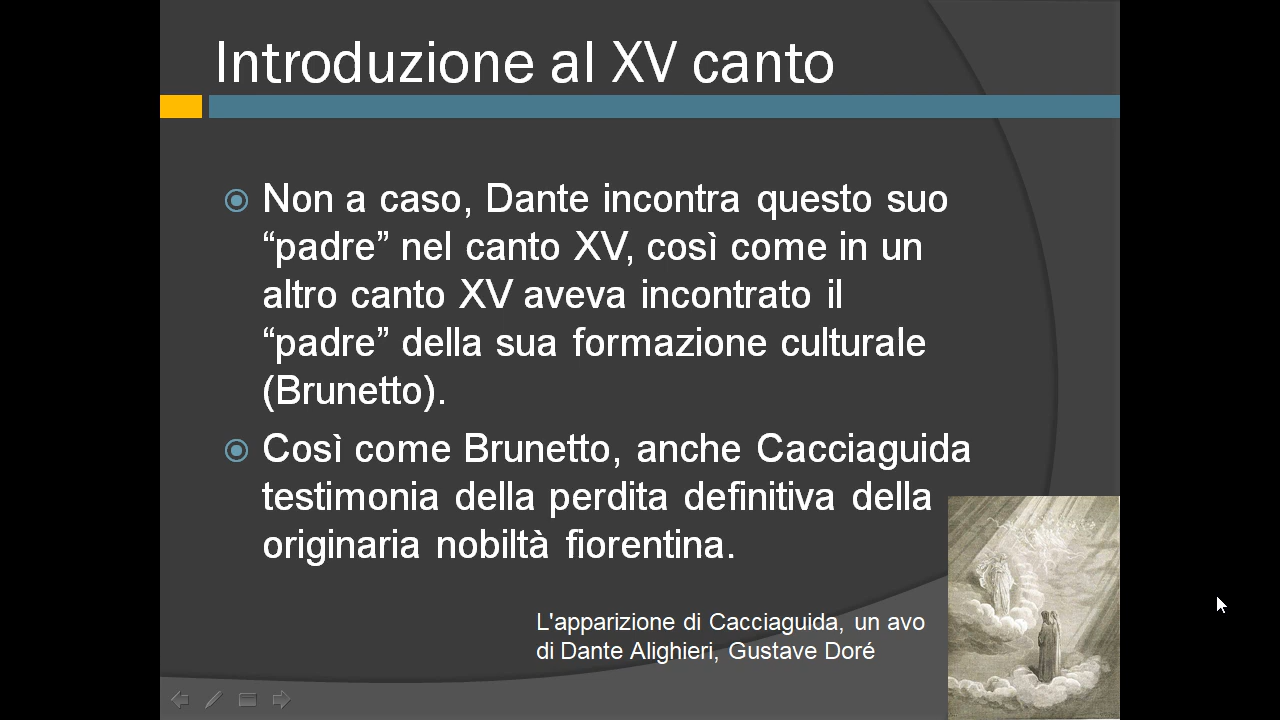 Introduzione al XV canto
Non a caso, Dante incontra questo suo
“padre” nel canto XV, così come in un
altro canto XV aveva incontrato il
“padre” della sua formazione culturale
(Brunetto).
Così come Brunetto, anche Cacciaguida
testimonia della perdita definitiva della
originaria nobiltà fiorentina.
L'apparizione di Cacciaguida, un avo
di Dante Alighieri, Gustave Doré